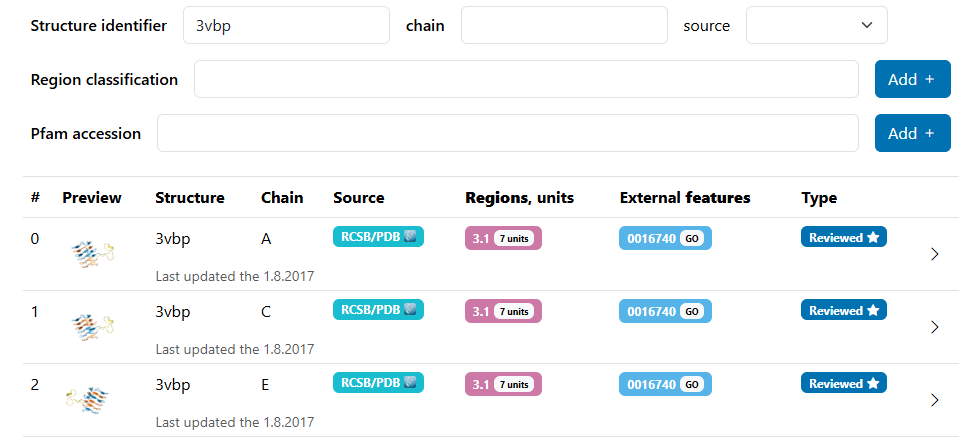 Structure identifier 3vbp chain source
Region classification Add +
Pfam accession Add +
# Preview Structure Chain Source Regions, units External features Type
0 3vbp A RCSB/PDB 3.1 7 units 0016740 GO Reviewed
Last updated the 1.8.2017
1 3vbp C RCSB/PDB 3.1 7 units 0016740 GO Reviewed
Last updated the 1.8.2017
2 3vbp E RCSB/PDB 3.1 7 units 0016740 GO Reviewed
Last updated the 1.8.2017